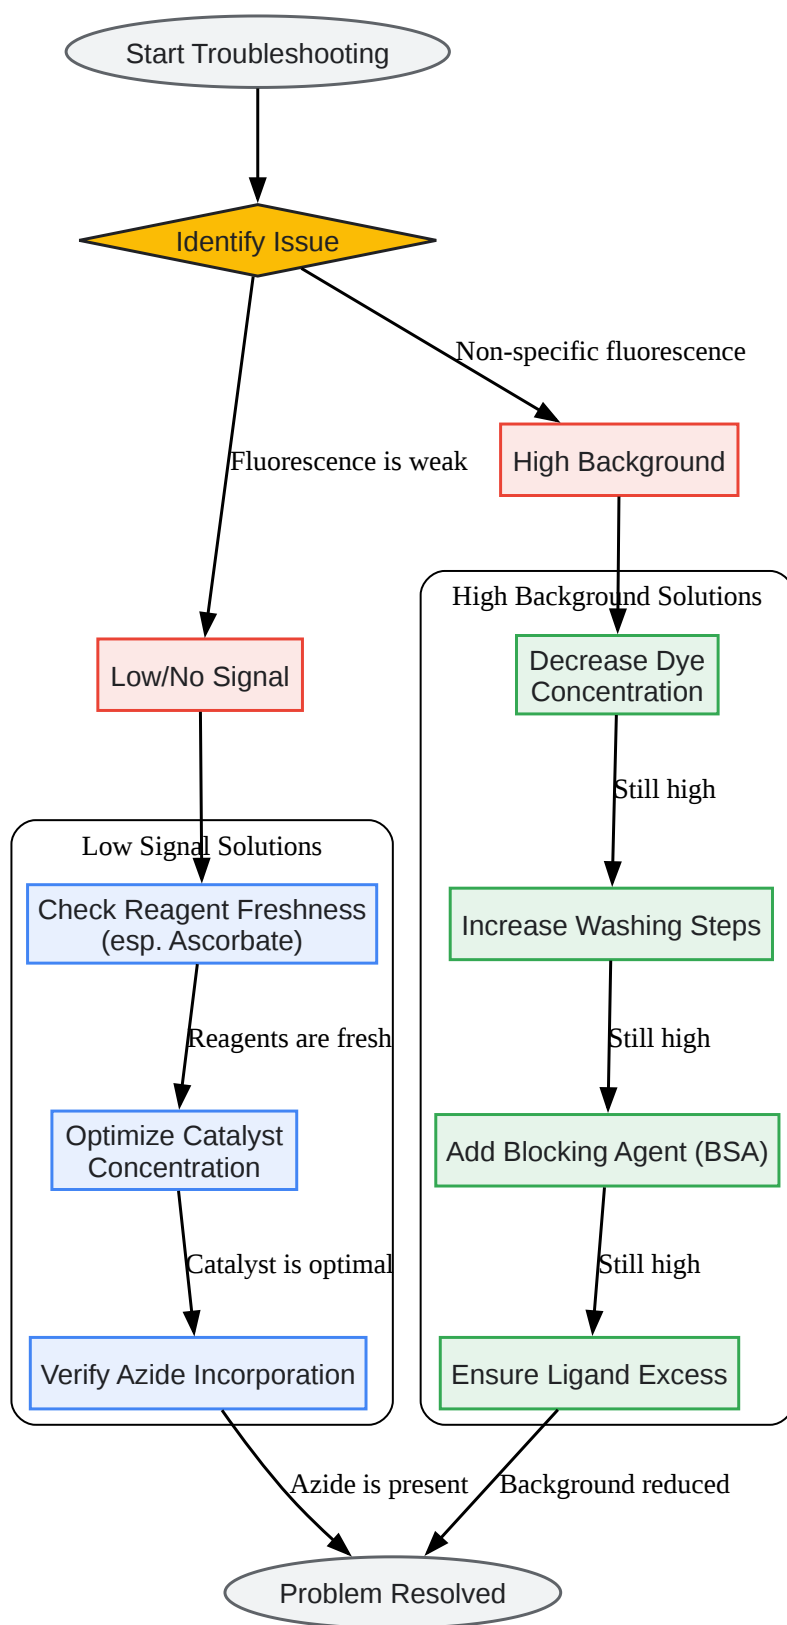 Start Troubleshooting
Identify Issue
Non-specific fluorescence
Fluorescence is weak
High Background
High Background Solutions
Low/No Signal
Decrease Dye
Concentration
Still high
Low Signal Solutions
Check Reagent Freshness
(esp. Ascorbate)
Increase Washing Steps
Reagents are fresh
Still high
Optimize Catalyst
Concentration
Add Blocking Agent (BSA)
Catalyst is optimal
Still high
Verify Azide Incorporation
Ensure Ligand Excess
Azide is present
Background reduced
Problem Resolved